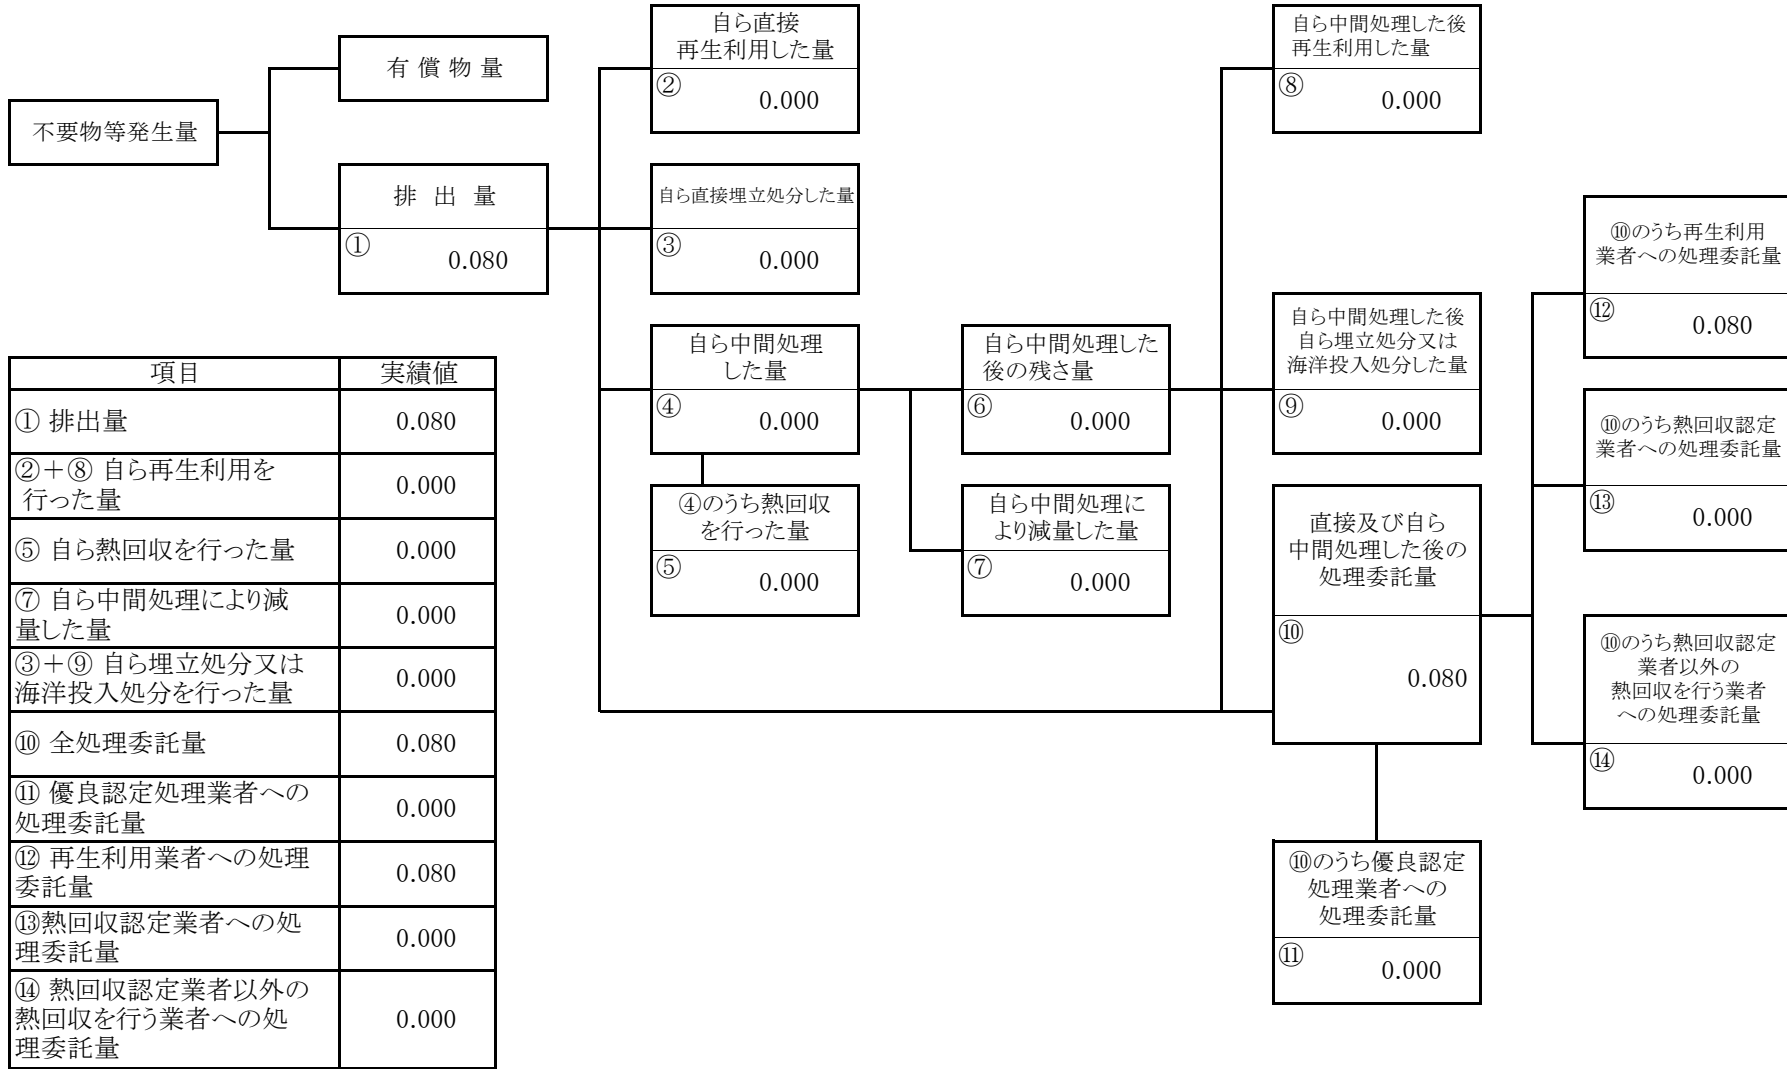 不要物等発生量
有 償 物 量
排 出 量
①
0.080
自ら直接
再生利用した量
②
0.000
自ら直接埋立処分した量
③
0.000
自ら中間処理
した量
④
0.000
④のうち熱回収
を行った量
⑤
0.000
自ら中間処理した
後の残さ量
⑥
0.000
自ら中間処理に
より減量した量
⑦
0.000
自ら中間処理した後
再生利用した量
⑧
0.000
自ら中間処理した後
自ら埋立処分又は
海洋投入処分した量
⑨
0.000
直接及び自ら
中間処理した後の
処理委託量
⑩
0.080
⑩のうち優良認定
処理業者への
処理委託量
⑪
0.000
⑩のうち再生利用
業者への処理委託量
⑫
0.080
⑩のうち熱回収認定
業者への処理委託量
⑬
0.000
⑩のうち熱回収認定
業者以外の
熱回収を行う業者
への処理委託量
⑭
0.000
項目 実績値
① 排出量 0.080
②＋⑧ 自ら再生利用を
行った量
0.000
⑤ 自ら熱回収を行った量 0.000
⑦ 自ら中間処理により減
量した量
0.000
③＋⑨ 自ら埋立処分又は
海洋投入処分を行った量
0.000
⑩ 全処理委託量 0.080
⑪ 優良認定処理業者への
処理委託量
0.000
⑫ 再生利用業者への処理
委託量
0.080
⑬熱回収認定業者への処
理委託量
0.000
⑭ 熱回収認定業者以外の
熱回収を行う業者への処
理委託量
0.000